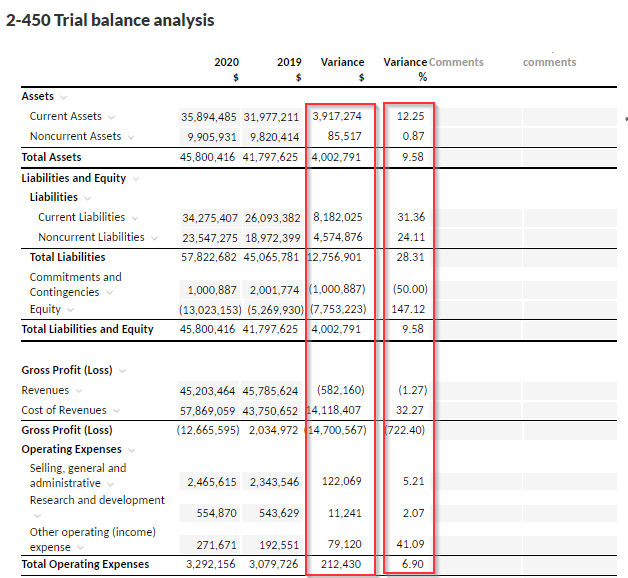 2-450 Trial balance analysis
2020 2019 Variance Variance Comments comments
$ $ $ %
Assets
Current Assets 35,894,485 31,977,211 3,917,274 12.25
Noncurrent Assets 9,905,931 9,820,414 85,517 0.87
Total Assets 45,800,416 41,797,625 4,002,791 9.58
Liabilities and Equity
Liabilities
Current Liabilities 34,275,407 26,093,382 8,182,025 31.36
Noncurrent Liabilities 23,547,275 18,972,399 4,574,876 24.11
Total Liabilities 57,822,682 45,065,781 12,756,901 28.31
Commitments and
Contingencies 1,000,887 2,001,774 (1,000,887) (50.00)
Equity (13,023,153) (5,269,930) (7,753,223) 147.12
Total Liabilities and Equity 45,800,416 41,797,625 4,002,791 9.58
Gross Profit (Loss)
Revenues 45,203,464 45,785,624 (582,160) (1.27)
Cost of Revenues 57,869,059 43,750,652 14,118,407 32.27
Gross Profit (Loss) (12,665,595) 2,034,972 (14,700,567) (722.40)
Operating Expenses
Selling, general and
administrative 2,465,615 2,343,546 122,069 5.21
Research and development
554,870 543,629 11,241 2.07
Other operating (income)
expense 271,671 192,551 79,120 41.09
Total Operating Expenses 3,292,156 3,079,726 212,430 6.90